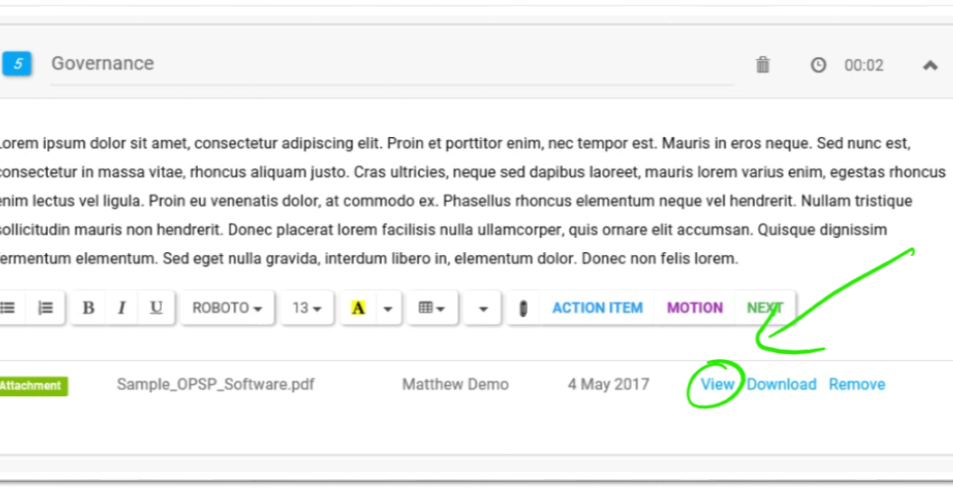 5 Governance 00:02
Lorem ipsum dolor sit amet, consectetur adipiscing elit. Proin et porttitor enim, nec tempor est. Mauris in eros neque. Sed nunc est,
consectetur in massa vitae, rhoncus aliquam justo. Cras ultricies, neque sed dapibus laoreet, mauris lorem varius enim, egestas rhoncus
enim lectus vel ligula. Proin eu venenatis dolor, at commodo ex. Phasellus rhoncus elementum neque vel hendrerit. Nullam tristique
sollicitudin mauris non hendrerit. Donec placerat lorem facilisis nulla ullamcorper, quis ornare elit accumsan. Quisque dignissim
fermentum elementum. Sed eget nulla gravida, interdum libero in, elementum dolor. Donec non felis lorem.
B I U ROBOTO 13 A ACTION ITEM MOTION NEXT
Attachment Sample_OPSP_Software.pdf Matthew Demo 4 May 2017 View Download Remove